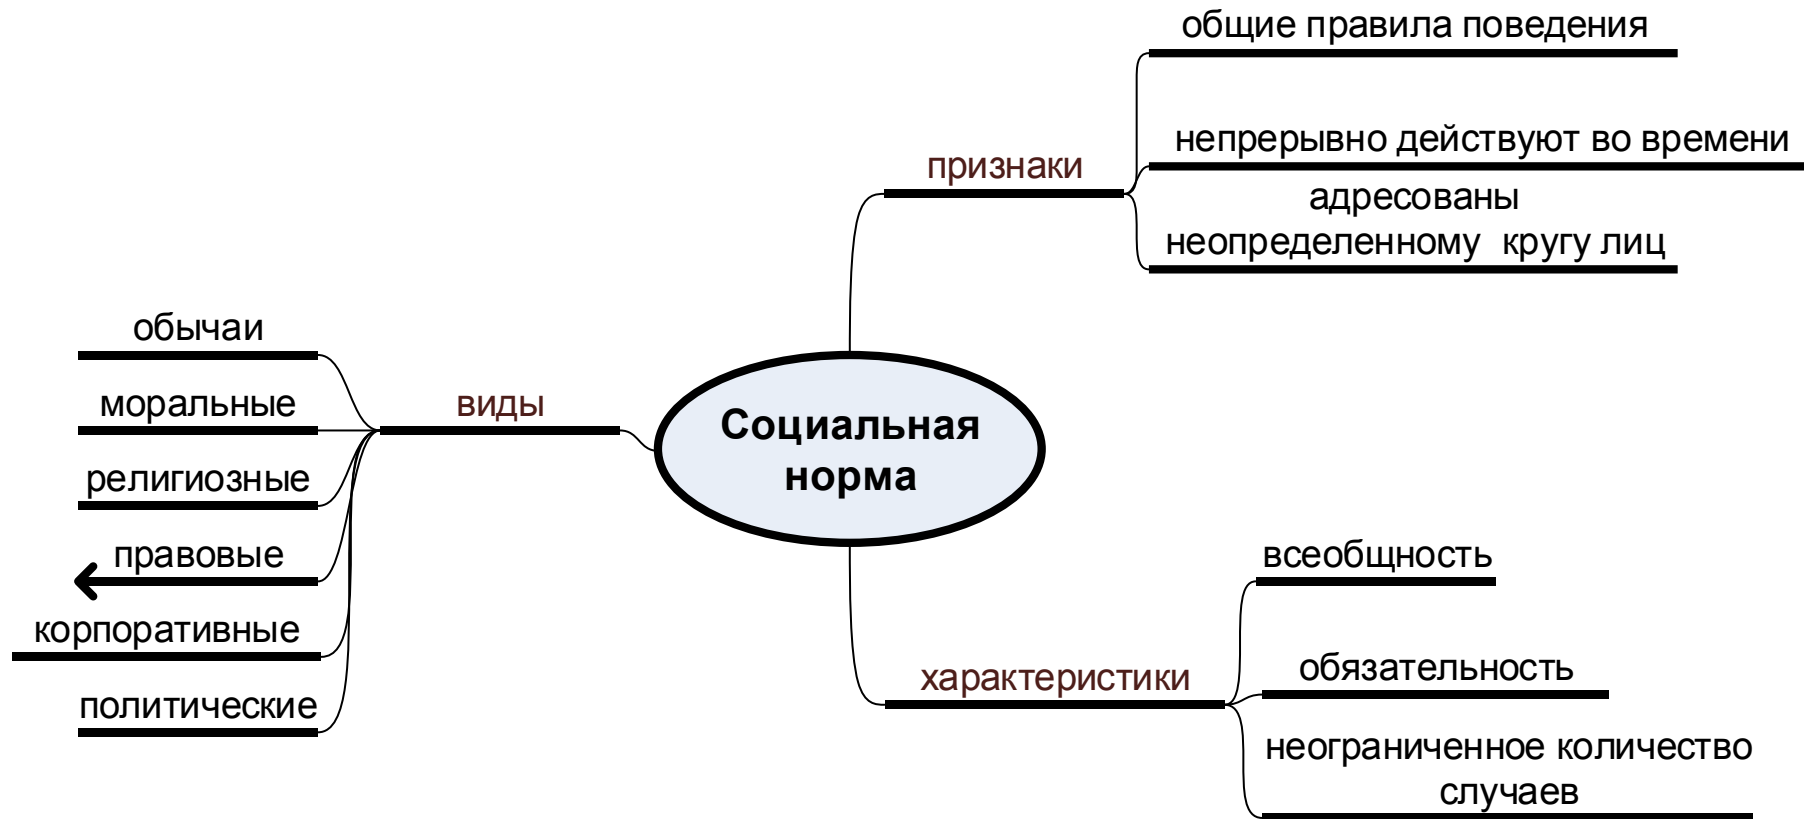 общие правила поведения
непрерывно действуют во времени
признаки
адресованы
неопределенному кругу лиц
обычаи
моральные
виды
религиозные
правовые
корпоративные
политические
Социальная
норма
всеобщность
характеристики
обязательность
неограниченное количество
случаев